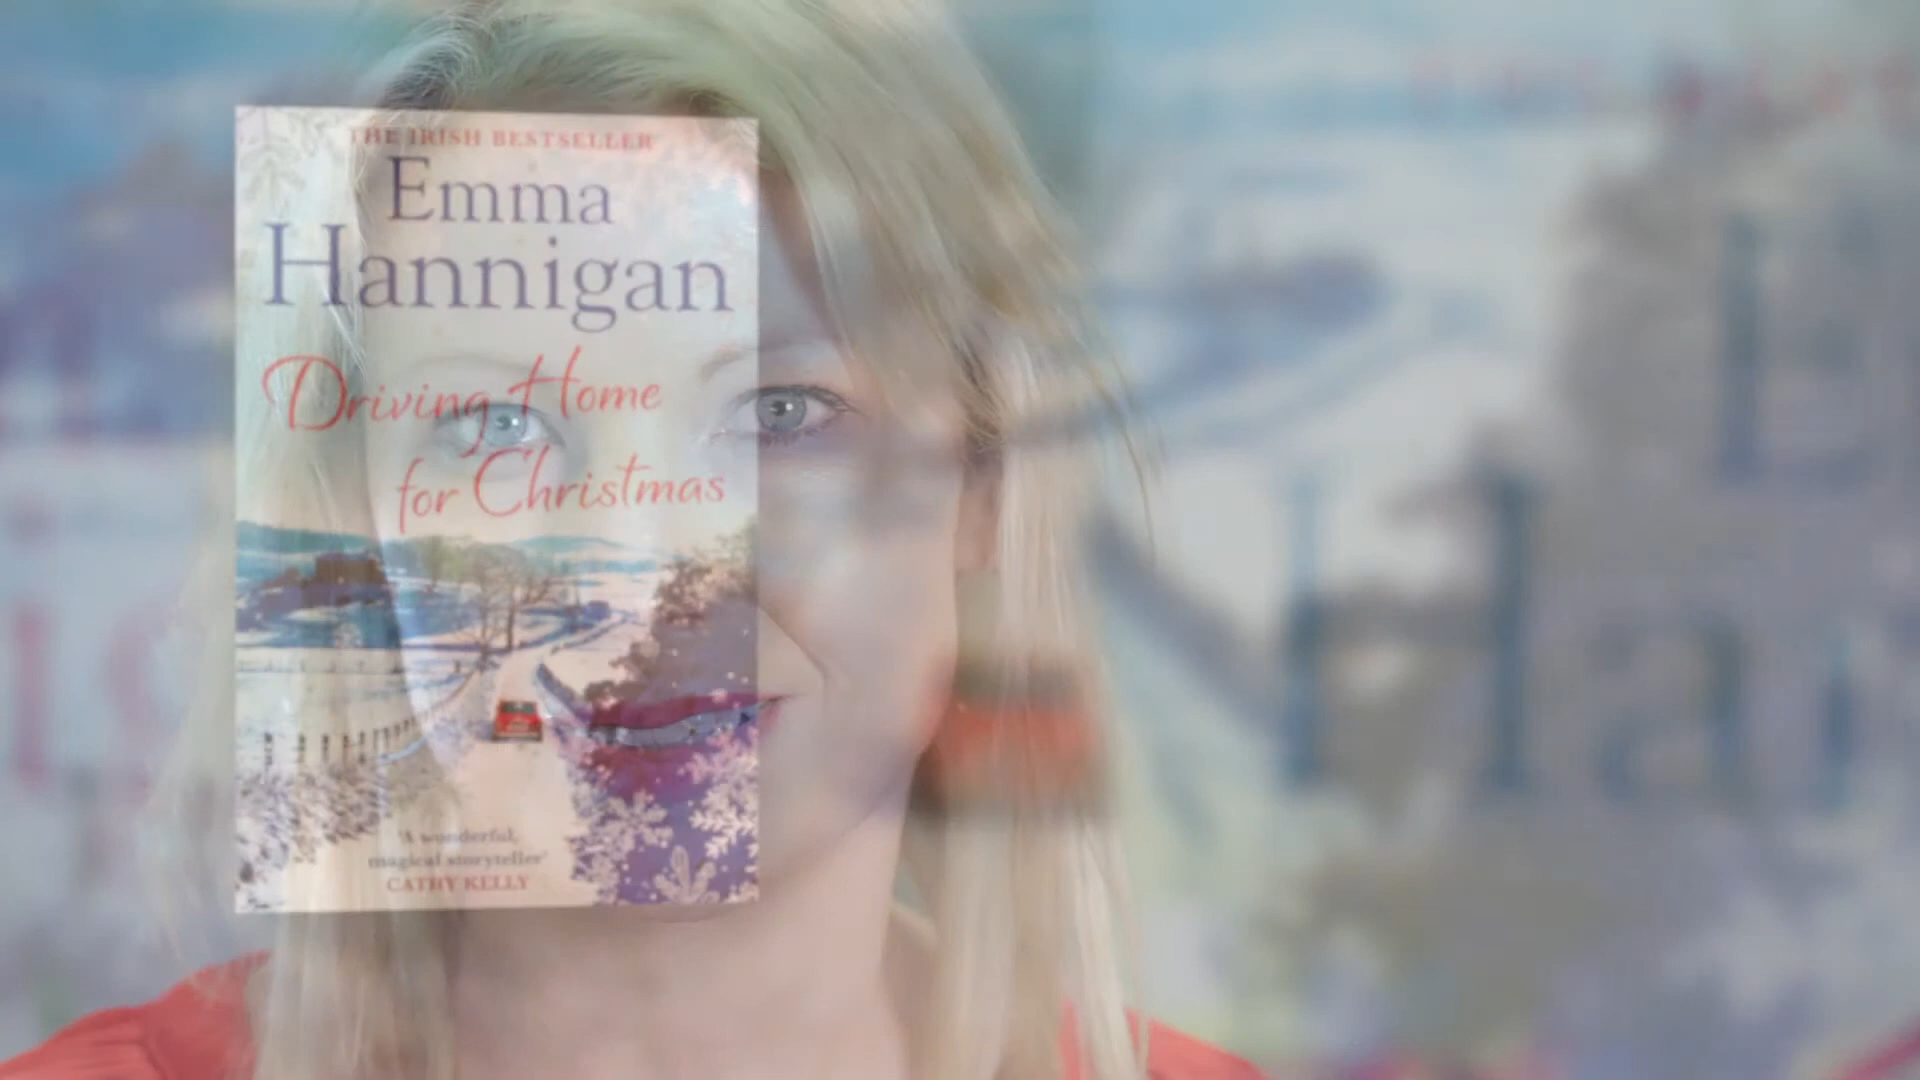 THE IRISH BESTSELLER
Emma
Hannigan
Driving Home
for Christmas
'A wonderful,
magical storyteller'
CATHY KELLY